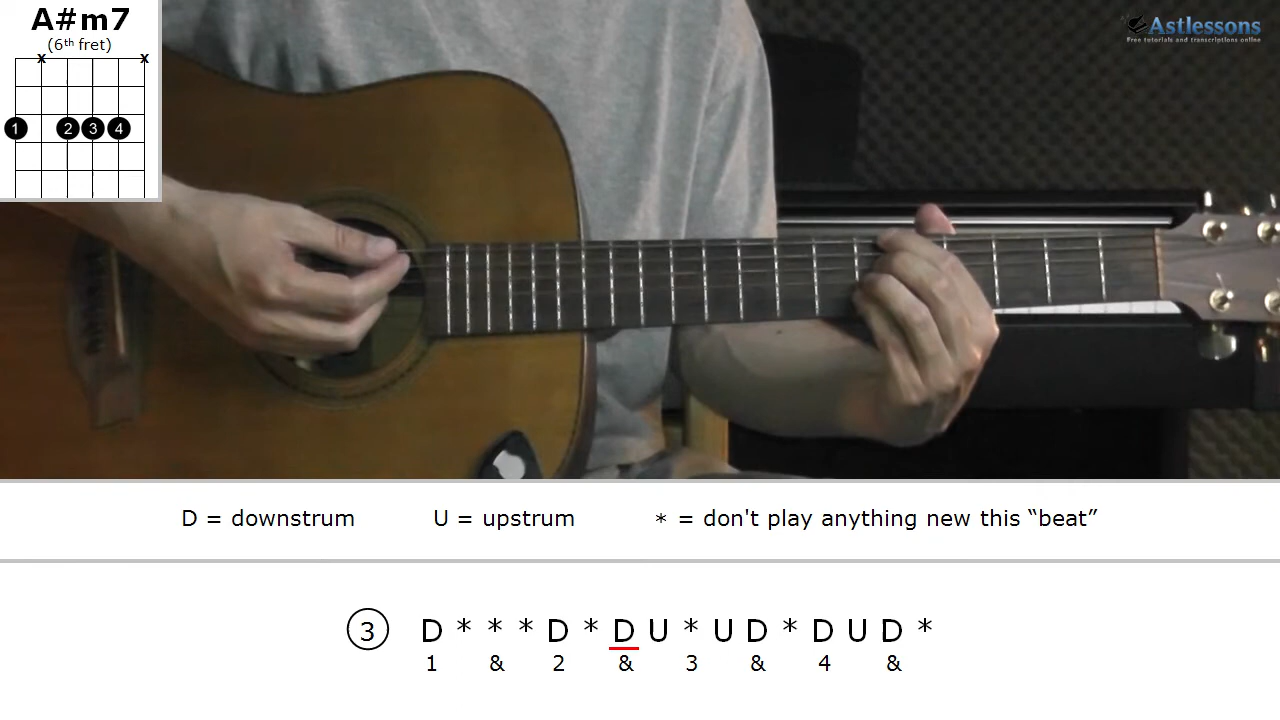 A#m7
(6th fret)
x x
1 2 3 4
Astlessons
Free tutorials and transcriptions online
D = downstrum U = upstrum * = don't play anything new this “beat”
3 D * * * D * D U * U D * D U D *
1 & 2 & 3 & 4 &